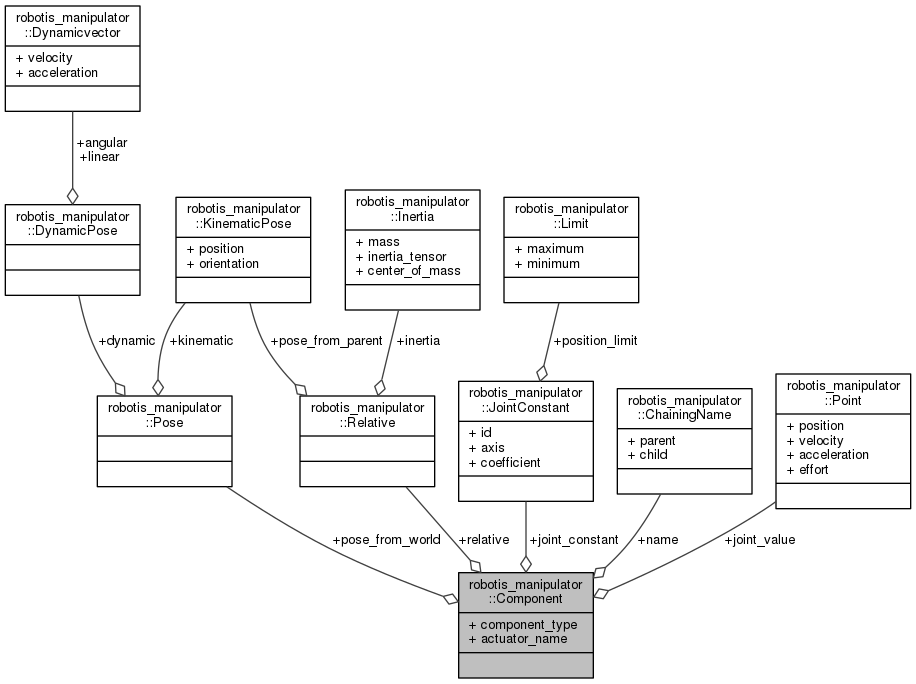 robotis_manipulator
::Dynamicvector
+ velocity
+ acceleration
+angular
+linear
robotis_manipulator
::DynamicPose
robotis_manipulator
::KinematicPose
+ position
+ orientation
robotis_manipulator
::Inertia
+ mass
+ inertia_tensor
+ center_of_mass
robotis_manipulator
::Limit
+ maximum
+ minimum
+dynamic
+kinematic
+pose_from_parent
+inertia
+position_limit
robotis_manipulator
::Pose
robotis_manipulator
::Relative
robotis_manipulator
::JointConstant
+ id
+ axis
+ coefficient
robotis_manipulator
::ChainingName
+ parent
+ child
robotis_manipulator
::Point
+ position
+ velocity
+ acceleration
+ effort
+pose_from_world
+relative
+joint_constant
+name
+joint_value
robotis_manipulator
::Component
+ component_type
+ actuator_name